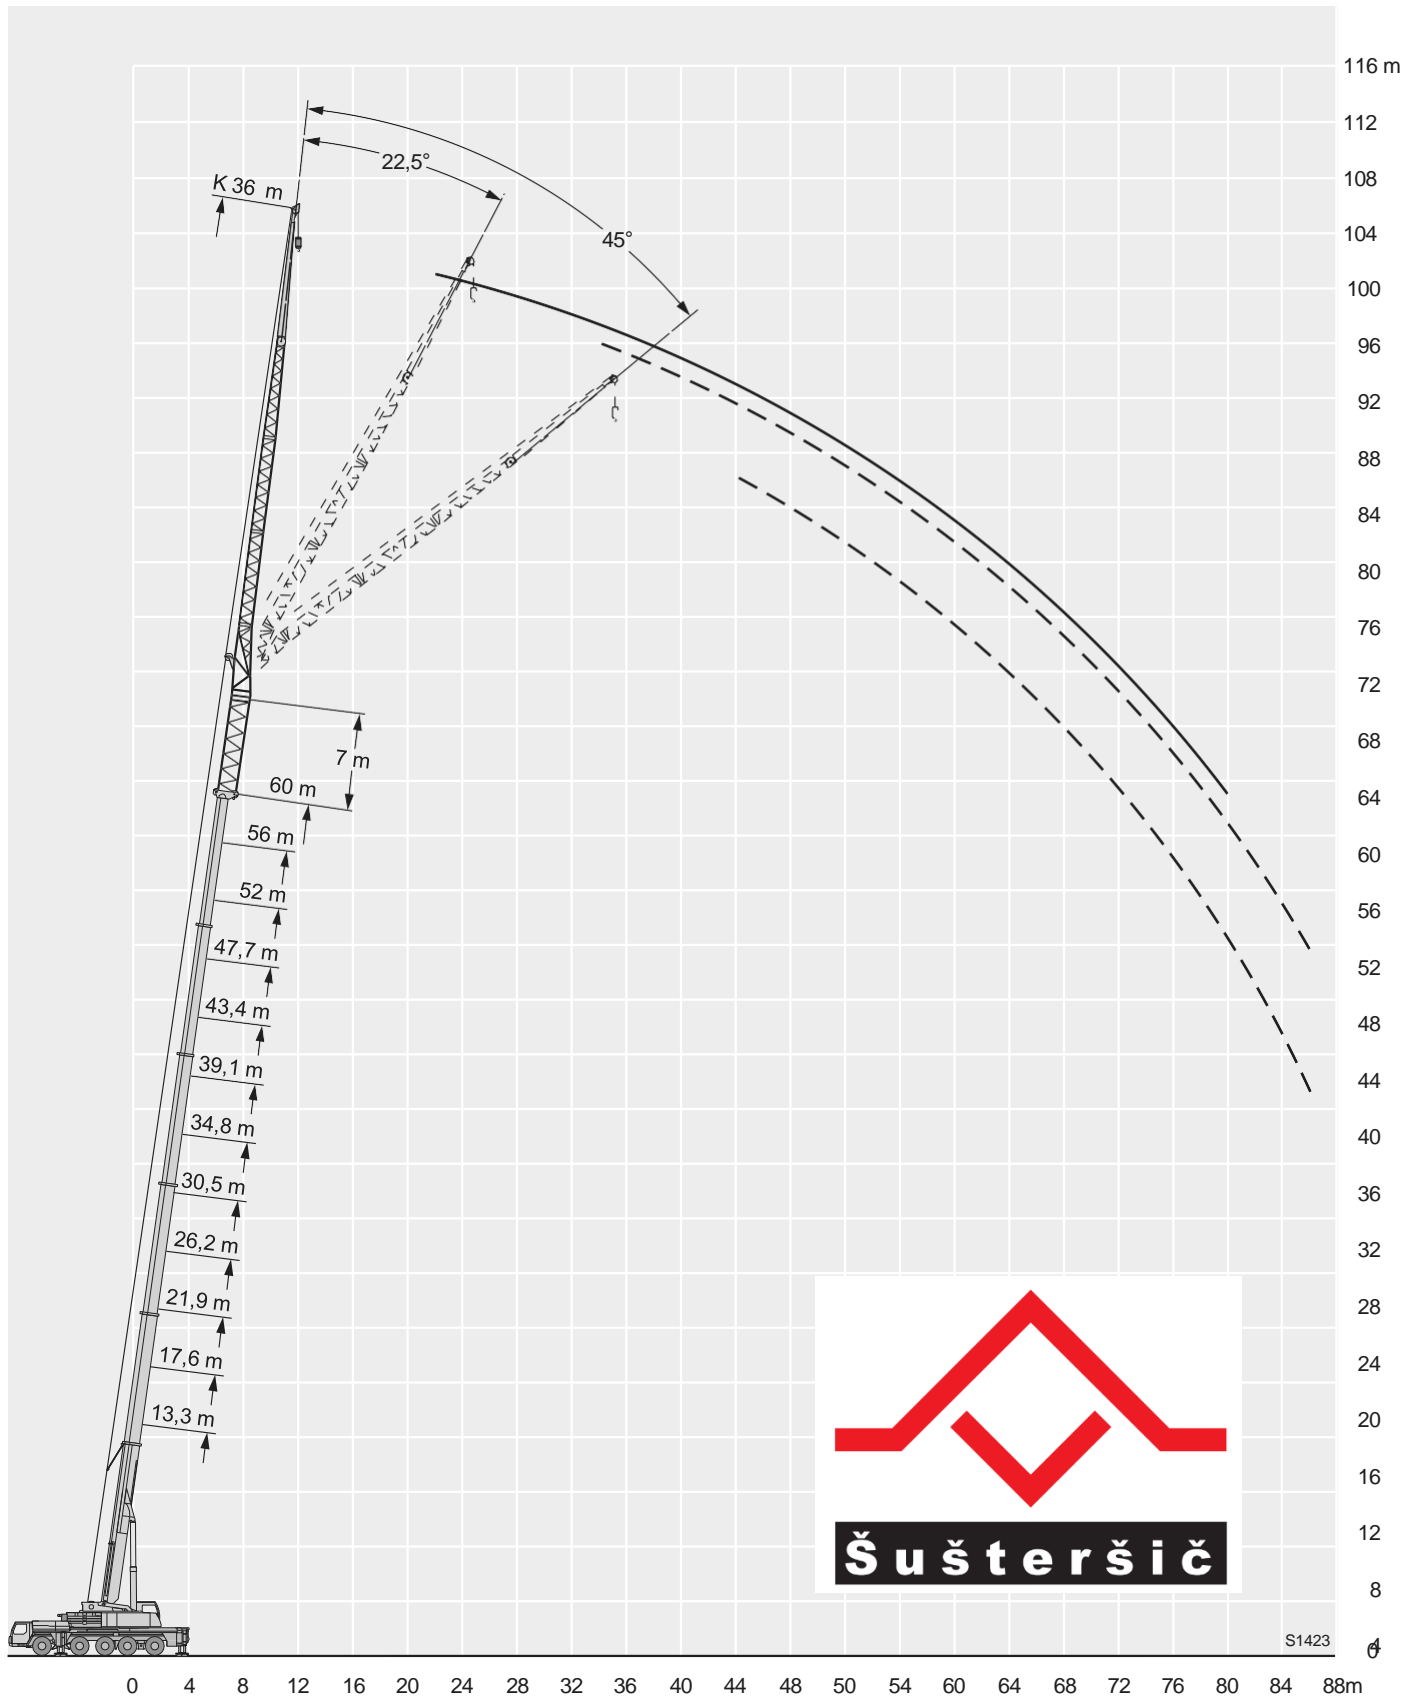 116 m
112
108
104
100
96
92
88
84
80
76
72
68
64
60
56
52
48
44
40
36
32
28
24
20
16
12
8
4
0
22,5°
K 36 m
45°
7 m
60 m
56 m
52 m
47,7 m
43,4 m
39,1 m
34,8 m
30,5 m
26,2 m
21,9 m
17,6 m
13,3 m
Šušteršič
S1423
0 4 8 12 16 20 24 28 32 36 40 44 48 50 54 60 64 68 72 76 80 84 88m